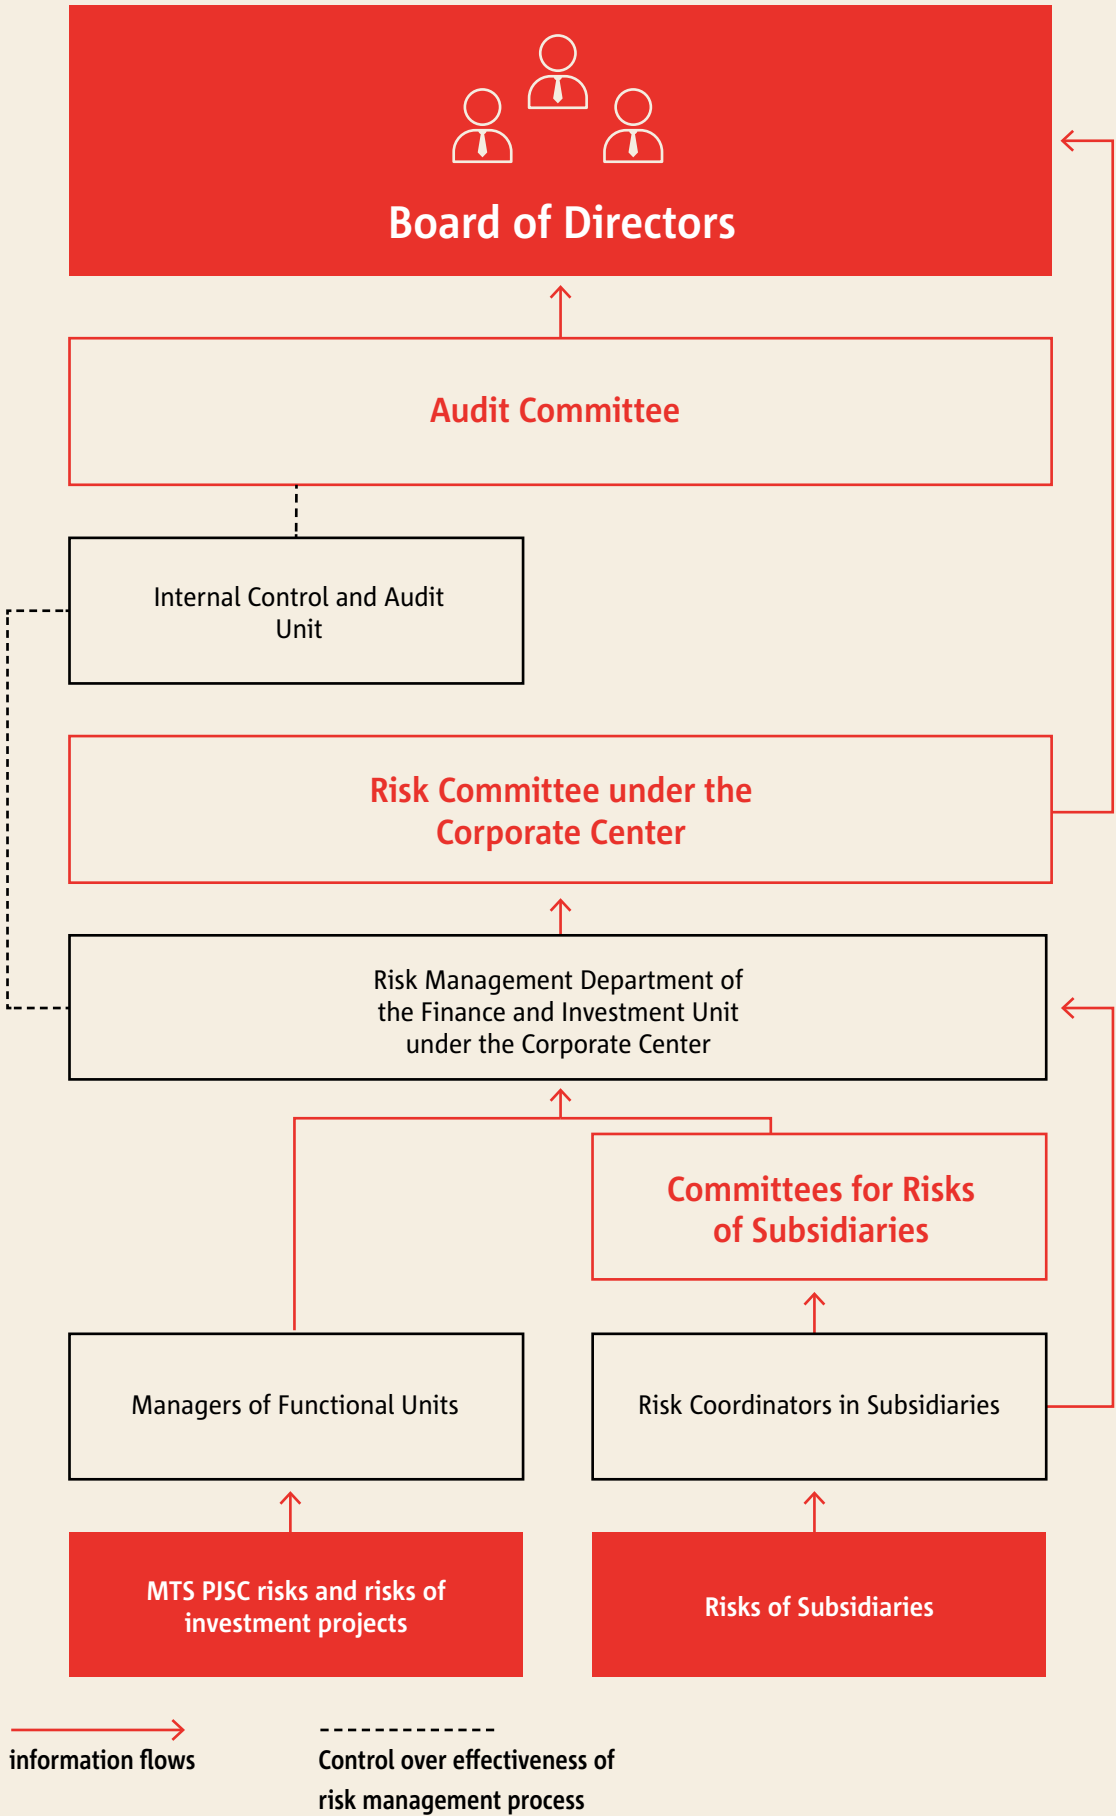 Board of Directors
Audit Committee
Internal Control and Audit
Unit
Risk Committee under the
Corporate Center
Risk Management Department of
the Finance and Investment Unit
under the Corporate Center
Committees for Risks
of Subsidiaries
Managers of Functional Units
Risk Coordinators in Subsidiaries
MTS PJSC risks and risks of
investment projects
Risks of Subsidiaries
information flows
Control over effectiveness of
risk management process